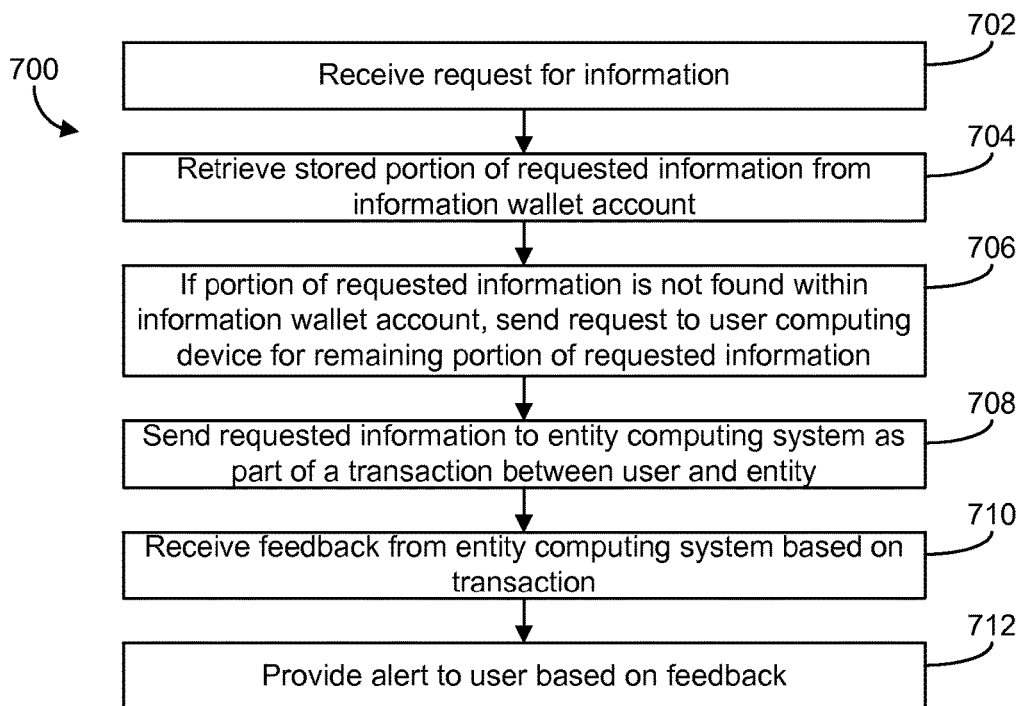 702
700
Receive request for information
704
Retrieve stored portion of requested information from
information wallet account
706
If portion of requested information is not found within
information wallet account, send request to user computing
device for remaining portion of requested information
708
Send requested information to entity computing system as
part of a transaction between user and entity
710
Receive feedback from entity computing system based on
transaction
712
Provide alert to user based on feedback